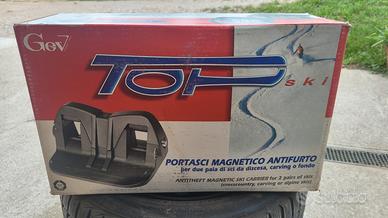 Gev
TOP
ski
PORTASCI MAGNETICO ANTIFURTO
per due paia di sci da discesa, carving o fondo
ANTITHEFT MAGNETIC SKI CARRIER for 2 pairs of skis
(crosscountry, carving or alpine skis)
subito